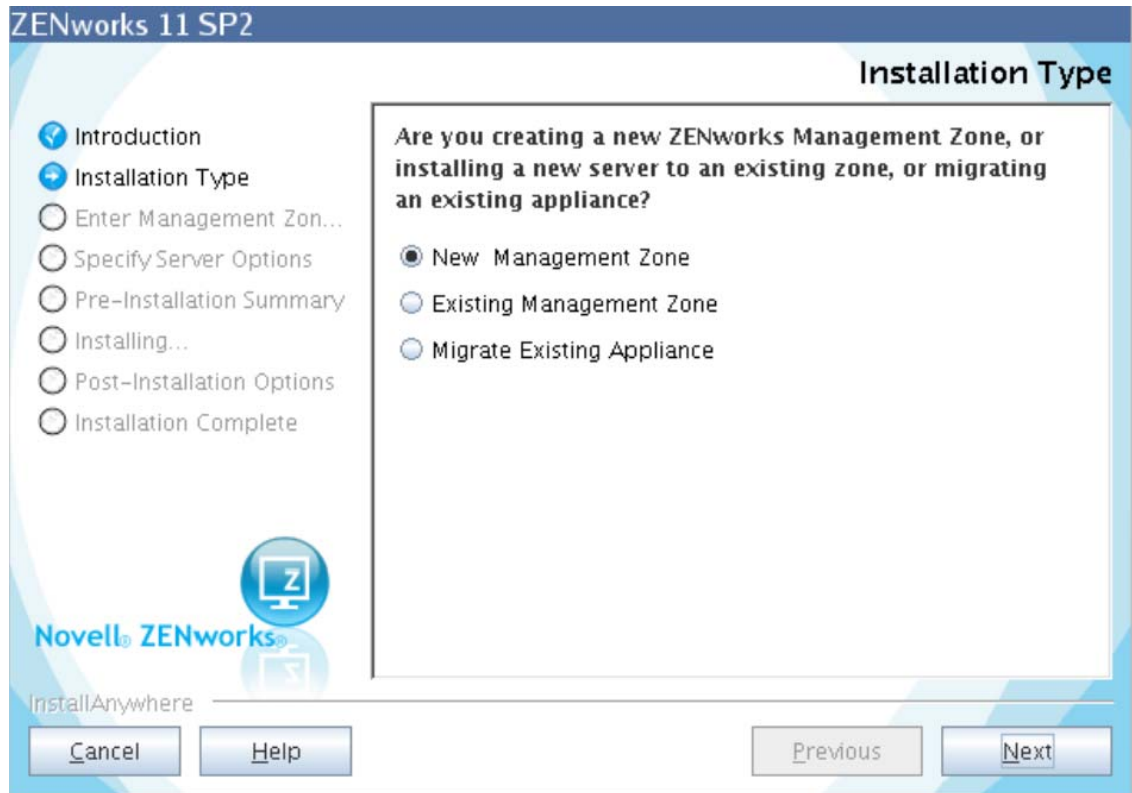 ZENworks 11 SP2
Installation Type
Introduction
Installation Type
Enter Management Zon...
Specify Server Options
Pre-Installation Summary
Installing...
Post-Installation Options
Installation Complete
Are you creating a new ZENworks Management Zone, or
installing a new server to an existing zone, or migrating
an existing appliance?
New Management Zone
Existing Management Zone
Migrate Existing Appliance
Z
Novell® ZENworks®
InstallAnywhere
Cancel
Help
Previous
Next